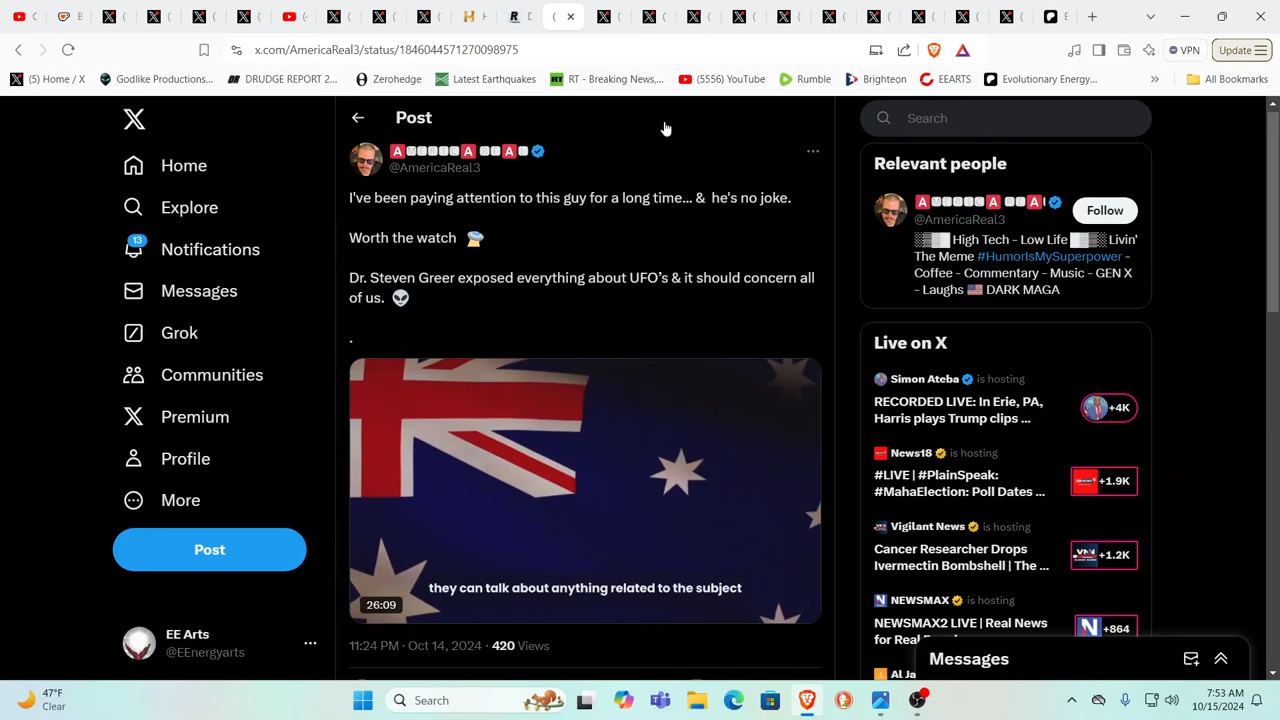 x.com/AmericaReal3/status/1846044571270098975
VPN
Update
(5) Home / X
Godlike Productions...
DRUDGE REPORT 2...
Zerohedge
Latest Earthquakes
RT - Breaking News,...
(5555) YouTube
Rumble
Brighteon
EEARTS
Evolutionary Energy...
»
All Bookmarks
Home
Explore
13
Notifications
Messages
Grok
Communities
Premium
Profile
More
Post
EE Arts
@EEnergyarts
Post
🅰🅼🅴🆁🅸🅲🅰 🆁🅴🅰🅻
@AmericaReal3
I've been paying attention to this guy for a long time... & he's no joke.
Worth the watch
Dr. Steven Greer exposed everything about UFO's & it should concern all
of us. 👽
.
they can talk about anything related to the subject
26:09
11:24 PM · Oct 14, 2024 · 420 Views
Search
Relevant people
@AmericaReal3
Follow
░▒▓█ High Tech - Low Life █▓▒░ Livin'
The Meme #HumorIsMySuperpower -
Coffee - Commentary - Music - GEN X
- Laughs 🇺🇸 DARK MAGA
Live on X
Simon Ateba is hosting
RECORDED LIVE: In Erie, PA,
Harris plays Trump clips ...
+4K
News18 is hosting
#LIVE | #PlainSpeak:
#MahaElection: Poll Dates ...
+1.9K
Vigilant News is hosting
Cancer Researcher Drops
Ivermectin Bombshell | The ...
+1.2K
NEWSMAX is hosting
NEWSMAX2 LIVE | Real News
for Real
+864
Messages
47°F
Clear
Search
7:53 AM
10/15/2024